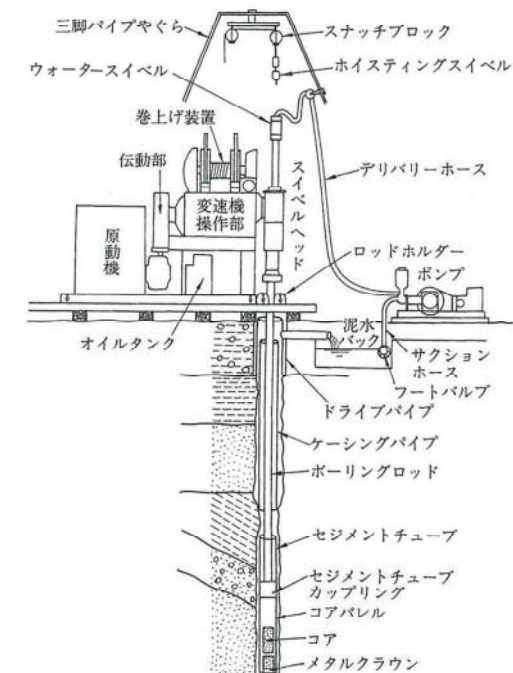 三脚パイプやぐら
スナッチブロック
ウォータースイベル
ホイスティングスイベル
巻上げ装置
伝動部
スイベルヘッド
デリバリーホース
変速機
操作部
原動機
ロッドホルダー
ポンプ
オイルタンク
泥水
バック
サクション
ホース
フートバルブ
ドライブパイプ
ケーシングパイプ
ボーリングロッド
セジメントチューブ
セジメントチューブ
カップリング
コアバレル
コア
メタルクラウン